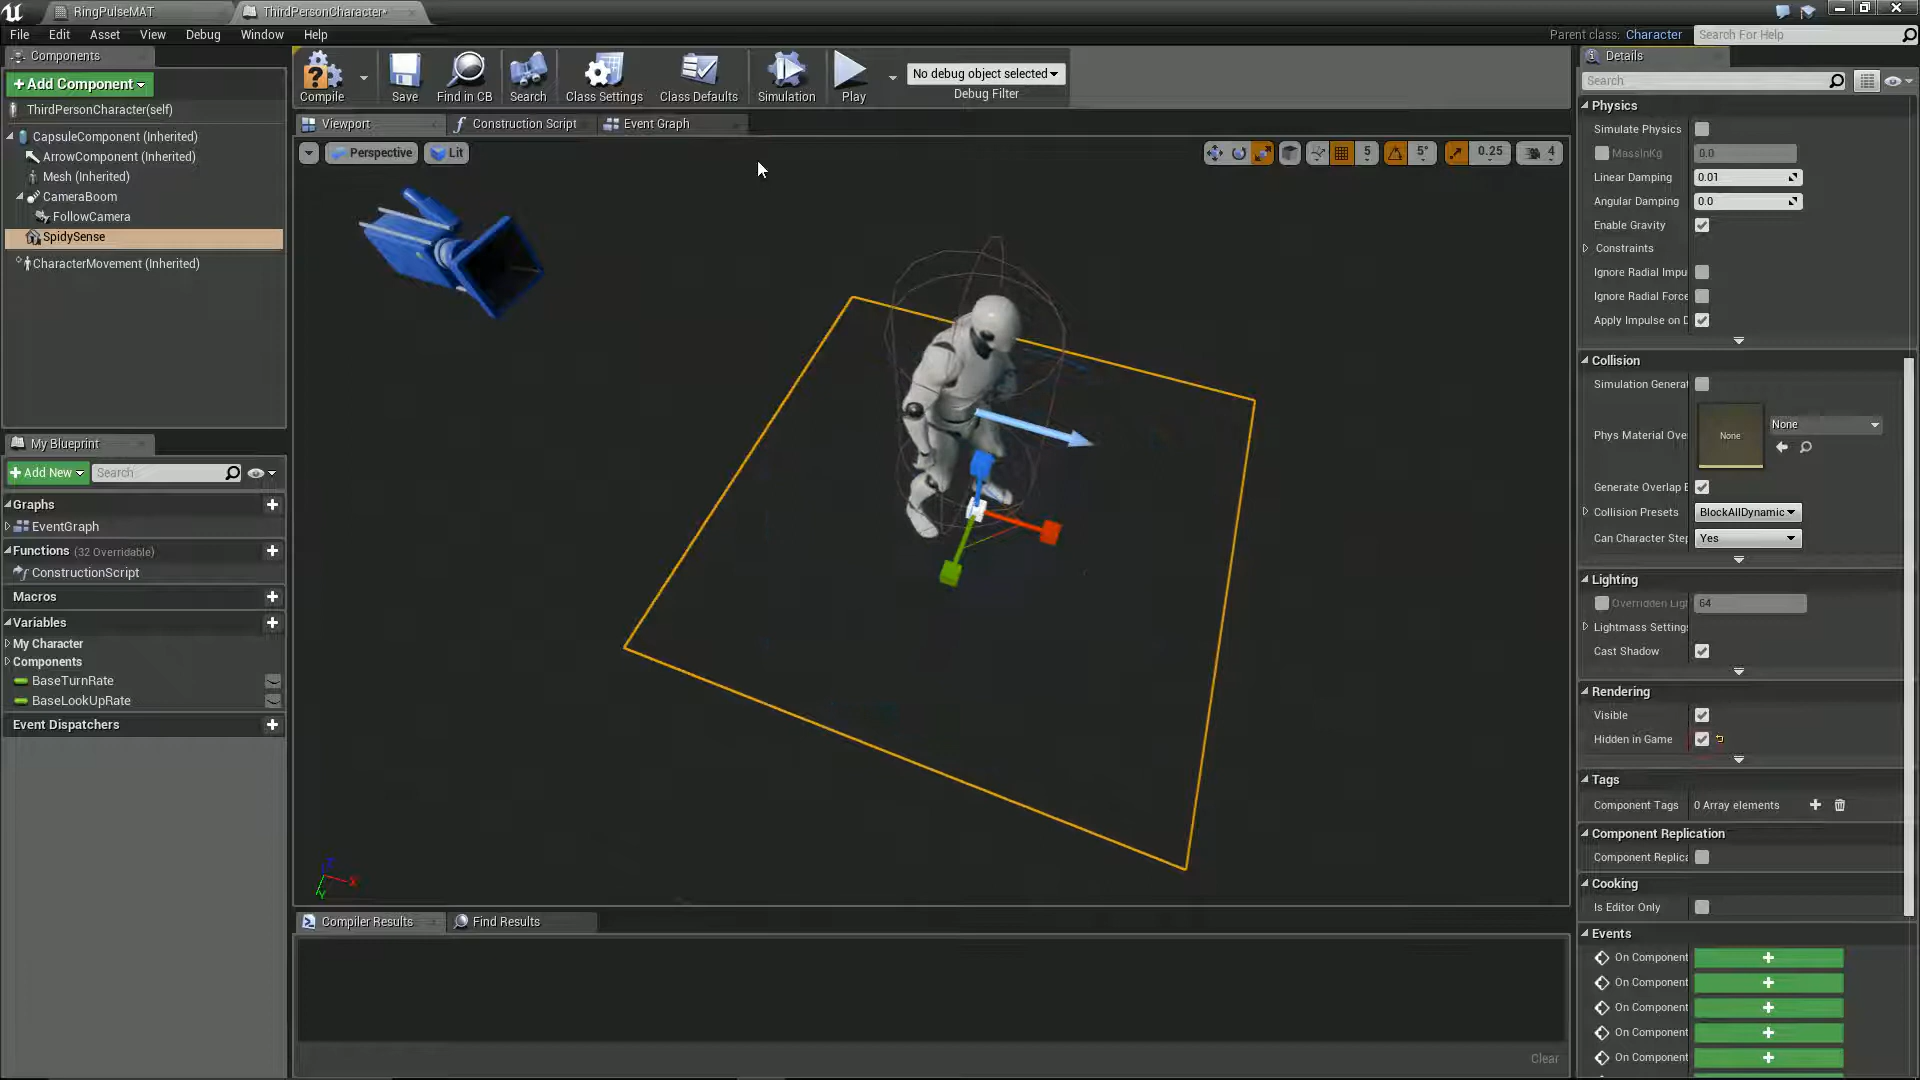 RingPulseMAT
ThirdPersonCharacter*
File Edit Asset View Debug Window Help
Parent class: Character
Search For Help
Components
+Add Component
ThirdPersonCharacter(self)
CapsuleComponent (Inherited)
ArrowComponent (Inherited)
Mesh (Inherited)
CameraBoom
FollowCamera
SpidySense
CharacterMovement (Inherited)
My Blueprint
+Add New
Search
Graphs
EventGraph
Functions (32 Overridable)
ConstructionScript
Macros
Variables
My Character
Components
BaseTurnRate
BaseLookUpRate
Event Dispatchers
Compile
Save
Find in CB
Search
Class Settings
Class Defaults
Simulation
Play
No debug object selected
Debug Filter
Viewport
Construction Script
Event Graph
Perspective
Lit
5
5°
0.25
4
Z
X
Y
Compiler Results
Find Results
Clear
Details
Search
Physics
Simulate Physics
MassInKg 0.0
Linear Damping 0.01
Angular Damping 0.0
Enable Gravity
Constraints
Ignore Radial Impu
Ignore Radial Force
Apply Impulse on D
Collision
Simulation Generat
Phys Material Ove
None
None
Generate Overlap E
Collision Presets BlockAllDynamic
Can Character Step Yes
Lighting
Overridden Ligh 64
Lightmass Settings
Cast Shadow
Rendering
Visible
Hidden in Game
Tags
Component Tags 0 Array elements
Component Replication
Component Replica
Cooking
Is Editor Only
Events
On Component
On Component
On Component
On Component
On Component